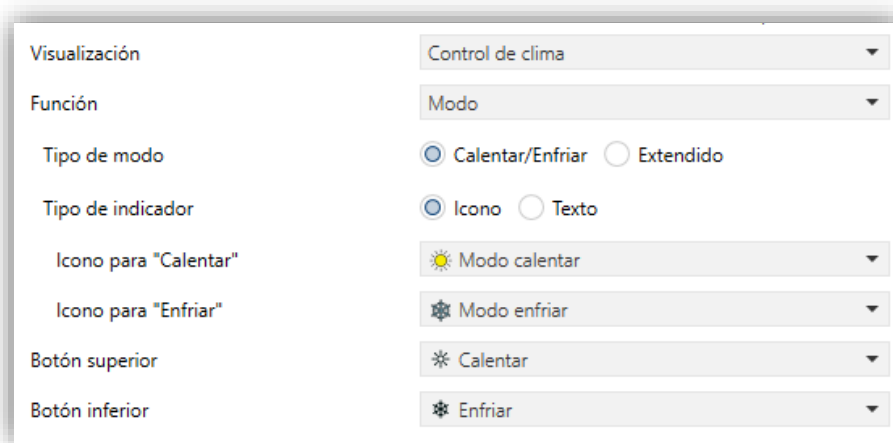 Visualización Control de clima
Función Modo
Tipo de modo Calentar/Enfriar Extendido
Tipo de indicador Icono Texto
Icono para "Calentar" Modo calentar
Icono para "Enfriar" Modo enfriar
Botón superior Calentar
Botón inferior Enfriar